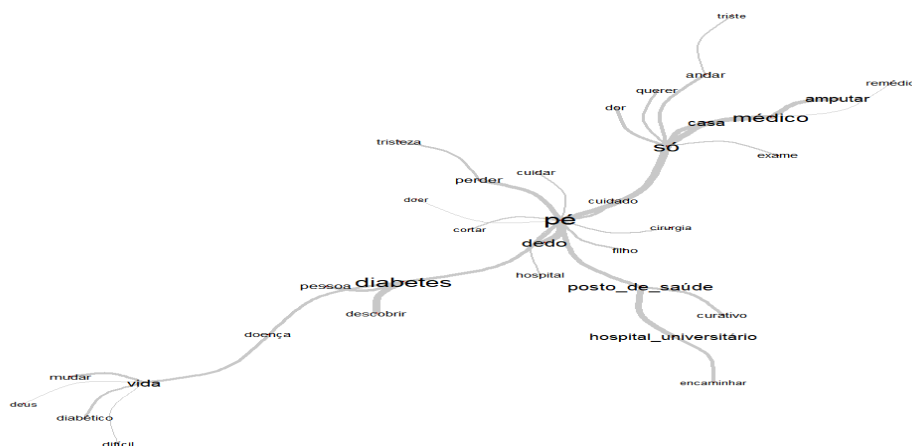 triste
andar
remédio
querer
amputar
dor
casa
médico
só
exame
tristeza
cuidar
perder
doer
cuidado
pé
cortar
cirurgia
dedo
filho
hospital
diabetes
pessoa
posto_de_saúde
descobrir
curativo
doença
hospital_universitário
mudar
vida
encaminhar
deus
diabético
difícil